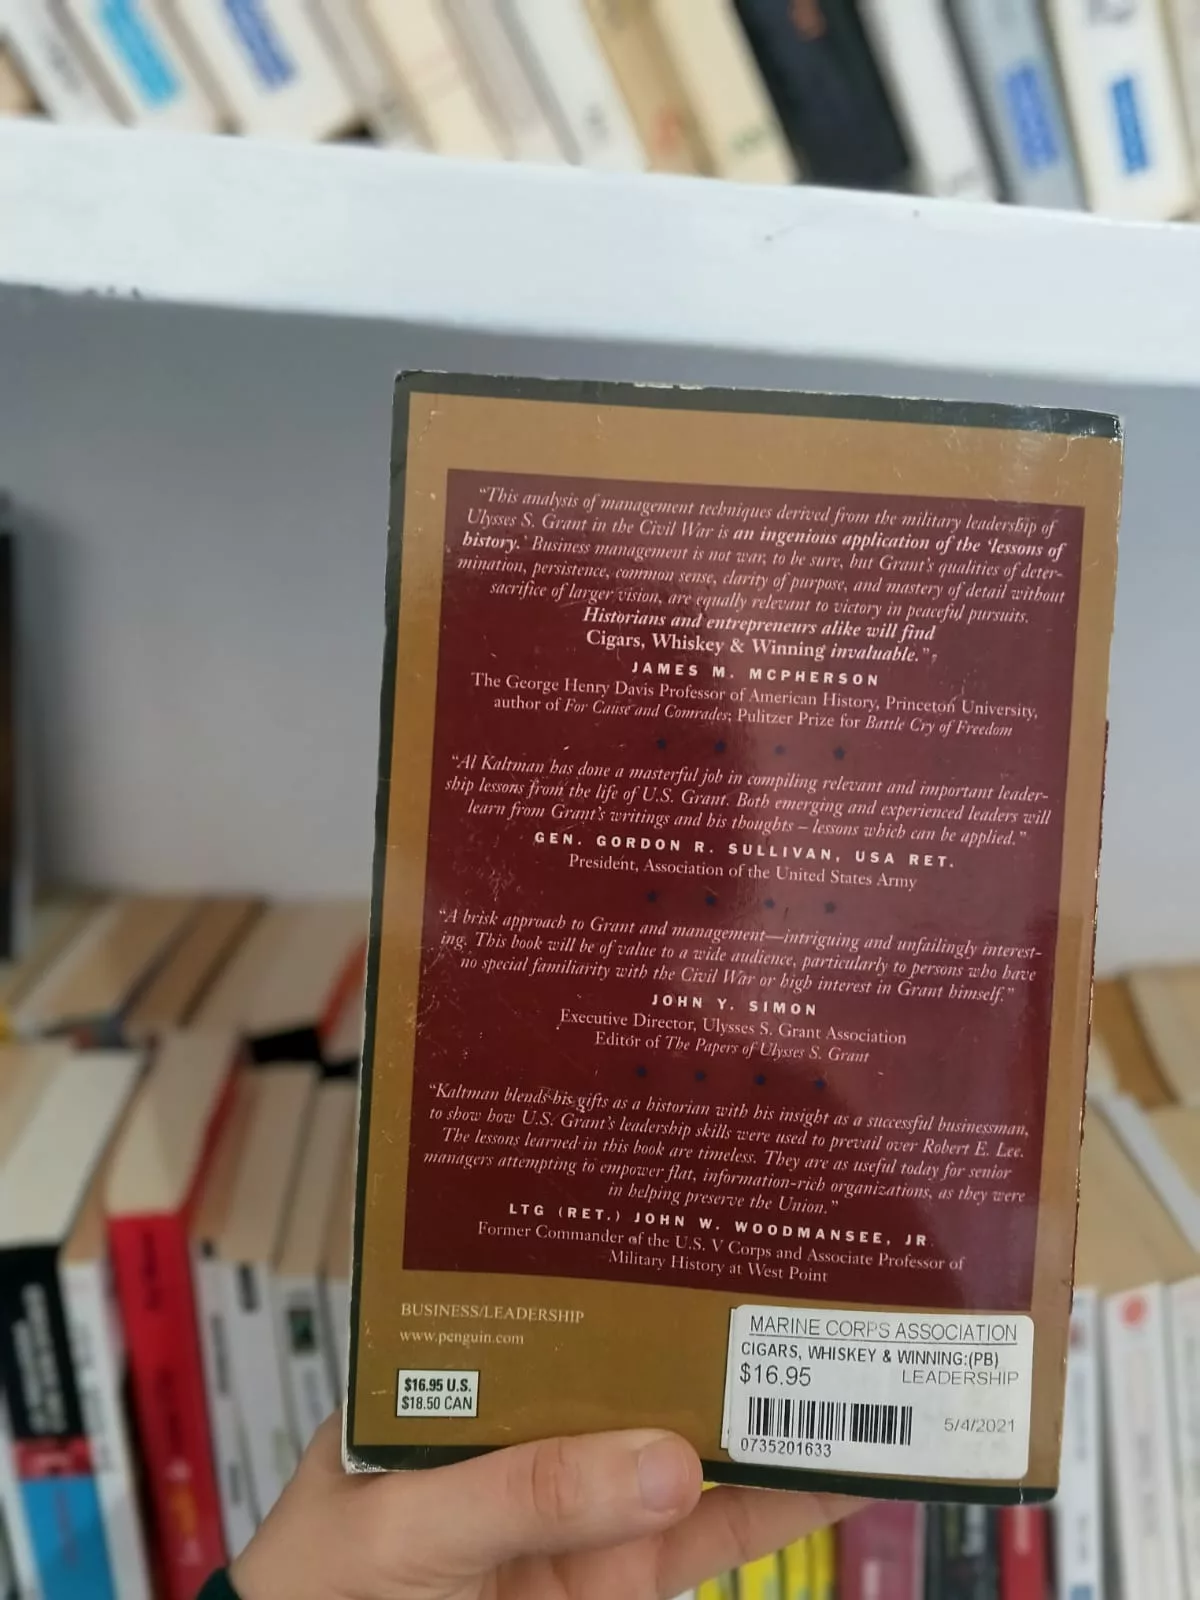 “This analysis of management techniques derived from the military leadership of
Ulysses S. Grant in the Civil War is an ingenious application of the ‘lessons of
history.’ Business management is not war, to be sure, but Grant’s qualities of deter-
mination, persistence, common sense, clarity of purpose, and mastery of detail without
sacrifice of larger vision, are equally relevant to victory in peaceful pursuits.
Historians and entrepreneurs alike will find
Cigars, Whiskey & Winning invaluable.”
JAMES M. MCPHERSON
The George Henry Davis Professor of American History, Princeton University,
author of For Cause and Comrades; Pulitzer Prize for Battle Cry of Freedom
“Al Kaltman has done a masterful job in compiling relevant and important leader-
ship lessons from the life of U.S. Grant. Both emerging and experienced leaders will
learn from Grant’s writings and his thoughts – lessons which can be applied.”
GEN. GORDON R. SULLIVAN, USA RET.
President, Association of the United States Army
“A brisk approach to Grant and management—intriguing and unfailingly interest-
ing. This book will be of value to a wide audience, particularly to persons who have
no special familiarity with the Civil War or high interest in Grant himself.”
JOHN Y. SIMON
Executive Director, Ulysses S. Grant Association
Editor of The Papers of Ulysses S. Grant
“Kaltman blends his gifts as a historian with his insight as a successful businessman,
to show how U.S. Grant’s leadership skills were used to prevail over Robert E. Lee.
The lessons learned in this book are timeless. They are as useful today for senior
managers attempting to empower flat, information-rich organizations, as they were
in helping preserve the Union.”
LTG (RET.) JOHN W. WOODMANSEE, JR.
Former Commander of the U.S. V Corps and Associate Professor of
Military History at West Point
BUSINESS/LEADERSHIP
www.penguin.com
$16.95 U.S.
$18.50 CAN
MARINE CORPS ASSOCIATION
CIGARS, WHISKEY & WINNING:(PB)
$16.95 LEADERSHIP
5/4/2021
0735201633